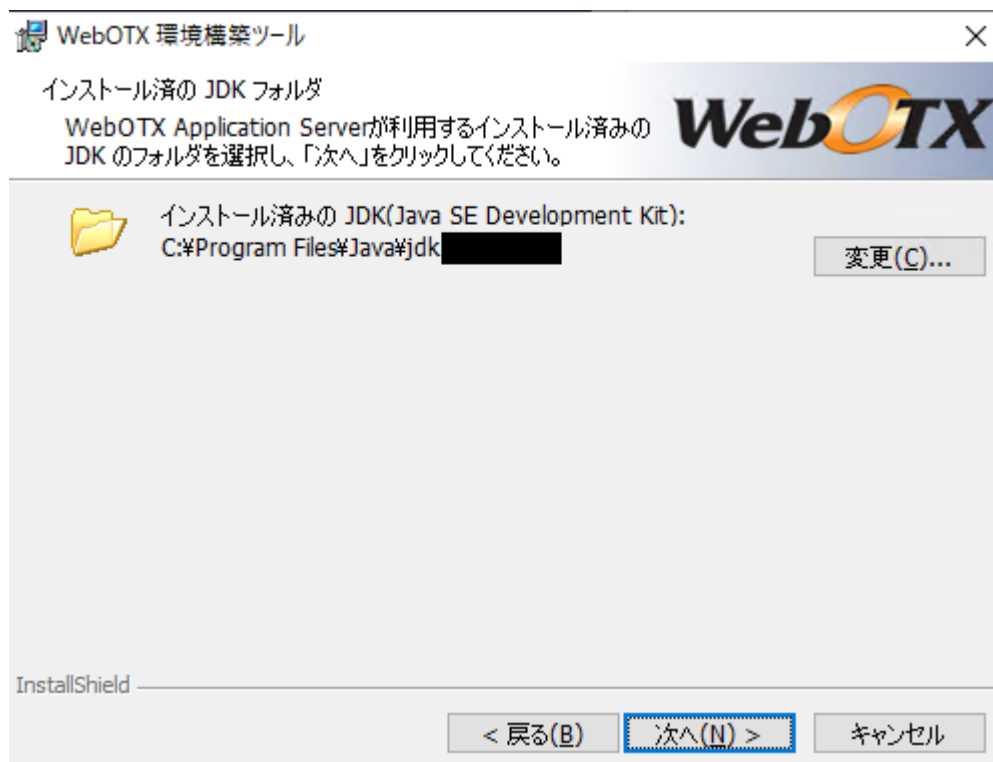 WebOTX 環境構築ツール
インストール済の JDK フォルダ
WebOTX Application Serverが利用するインストール済みの
JDK のフォルダを選択し、「次へ」をクリックしてください。
WebOTX
インストール済みの JDK(Java SE Development Kit):
C:¥Program Files¥Java¥jdk
変更(C)...
InstallShield
< 戻る(B)
次へ(N) >
キャンセル